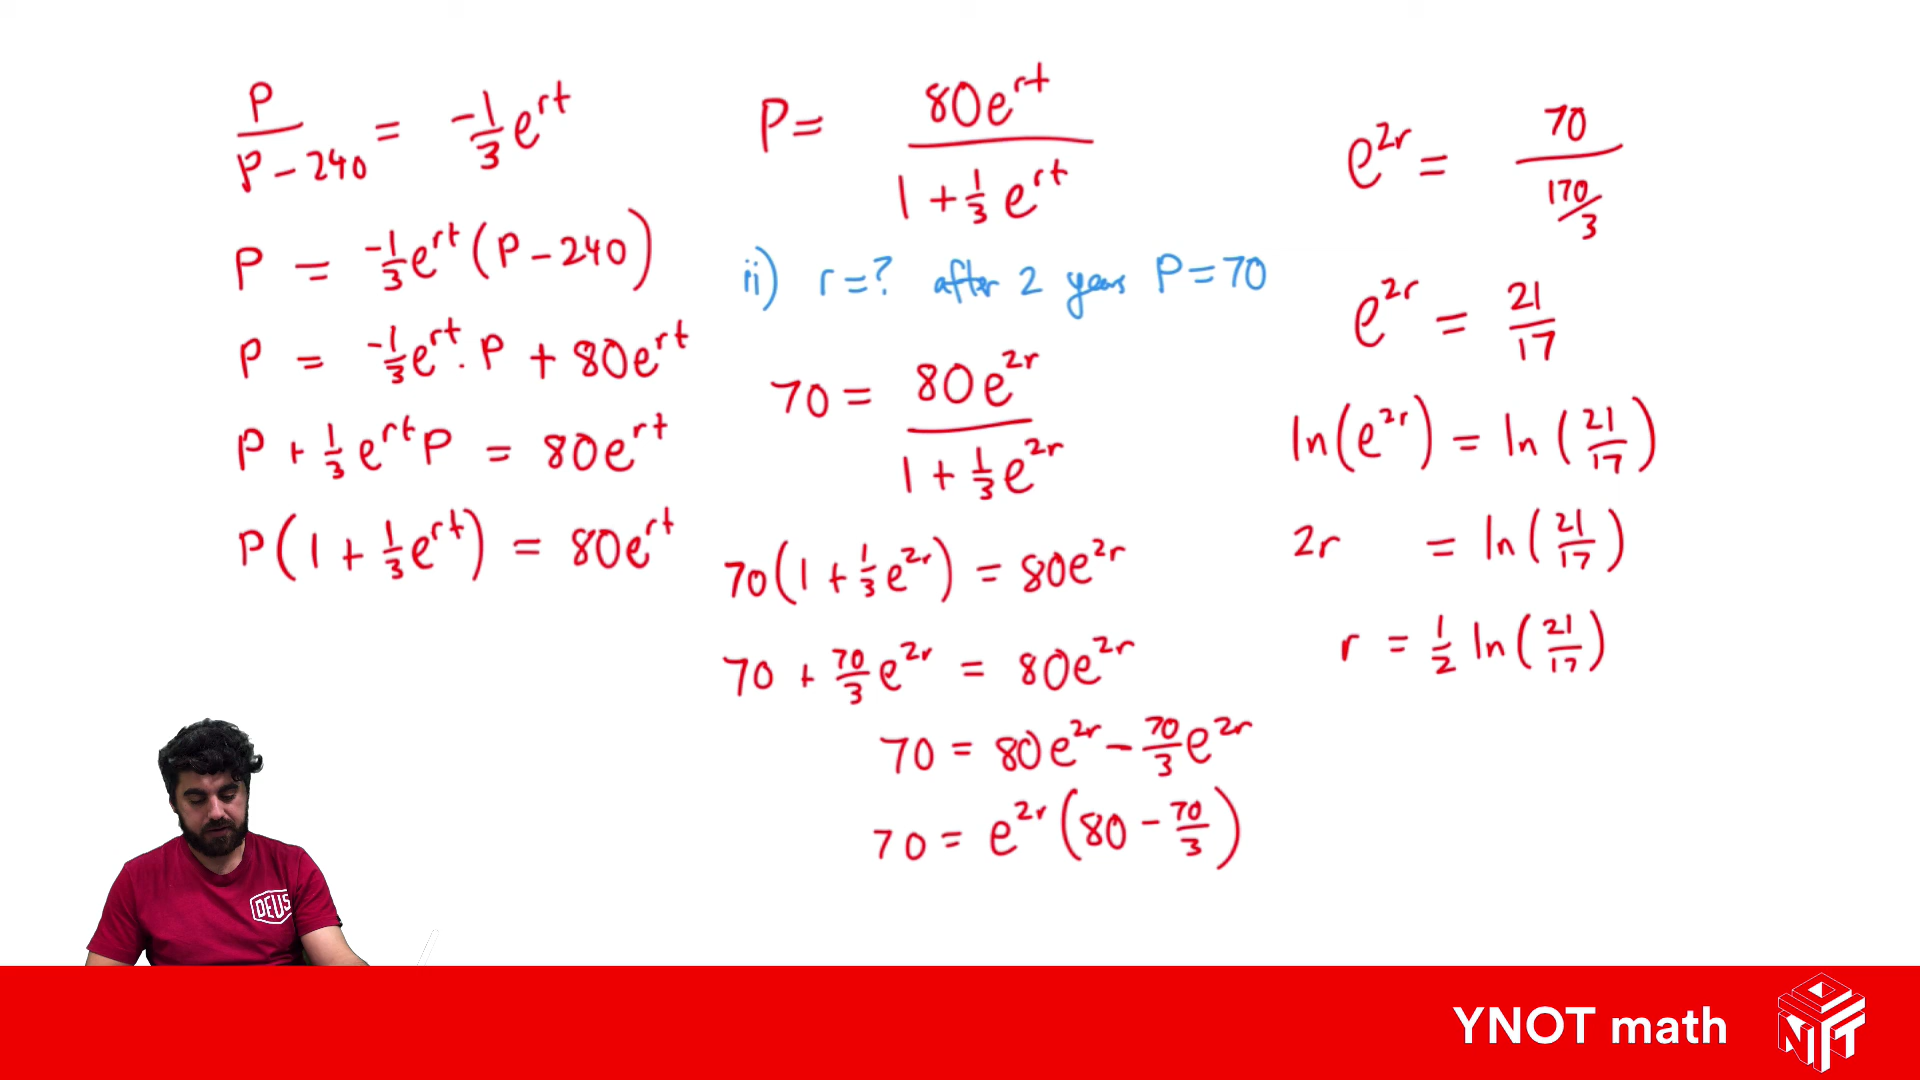 P/(P-240) = -1/3 e^rt
P = -1/3 e^rt (P-240)
P = -1/3 e^rt . P + 80e^rt
P + 1/3 e^rt P = 80e^rt
P(1 + 1/3 e^rt) = 80e^rt
P = 80e^rt/(1 + 1/3 e^rt)
ii) r=? after 2 years P=70
70 = 80e^2r/(1 + 1/3 e^2r)
70(1 + 1/3 e^2r) = 80e^2r
70 + 70/3 e^2r = 80e^2r
70 = 80e^2r - 70/3 e^2r
70 = e^2r (80 - 70/3)
e^2r = 70/(170/3)
e^2r = 21/17
ln(e^2r) = ln(21/17)
2r = ln(21/17)
r = 1/2 ln(21/17)
DEUS
YNOT math
YNOT